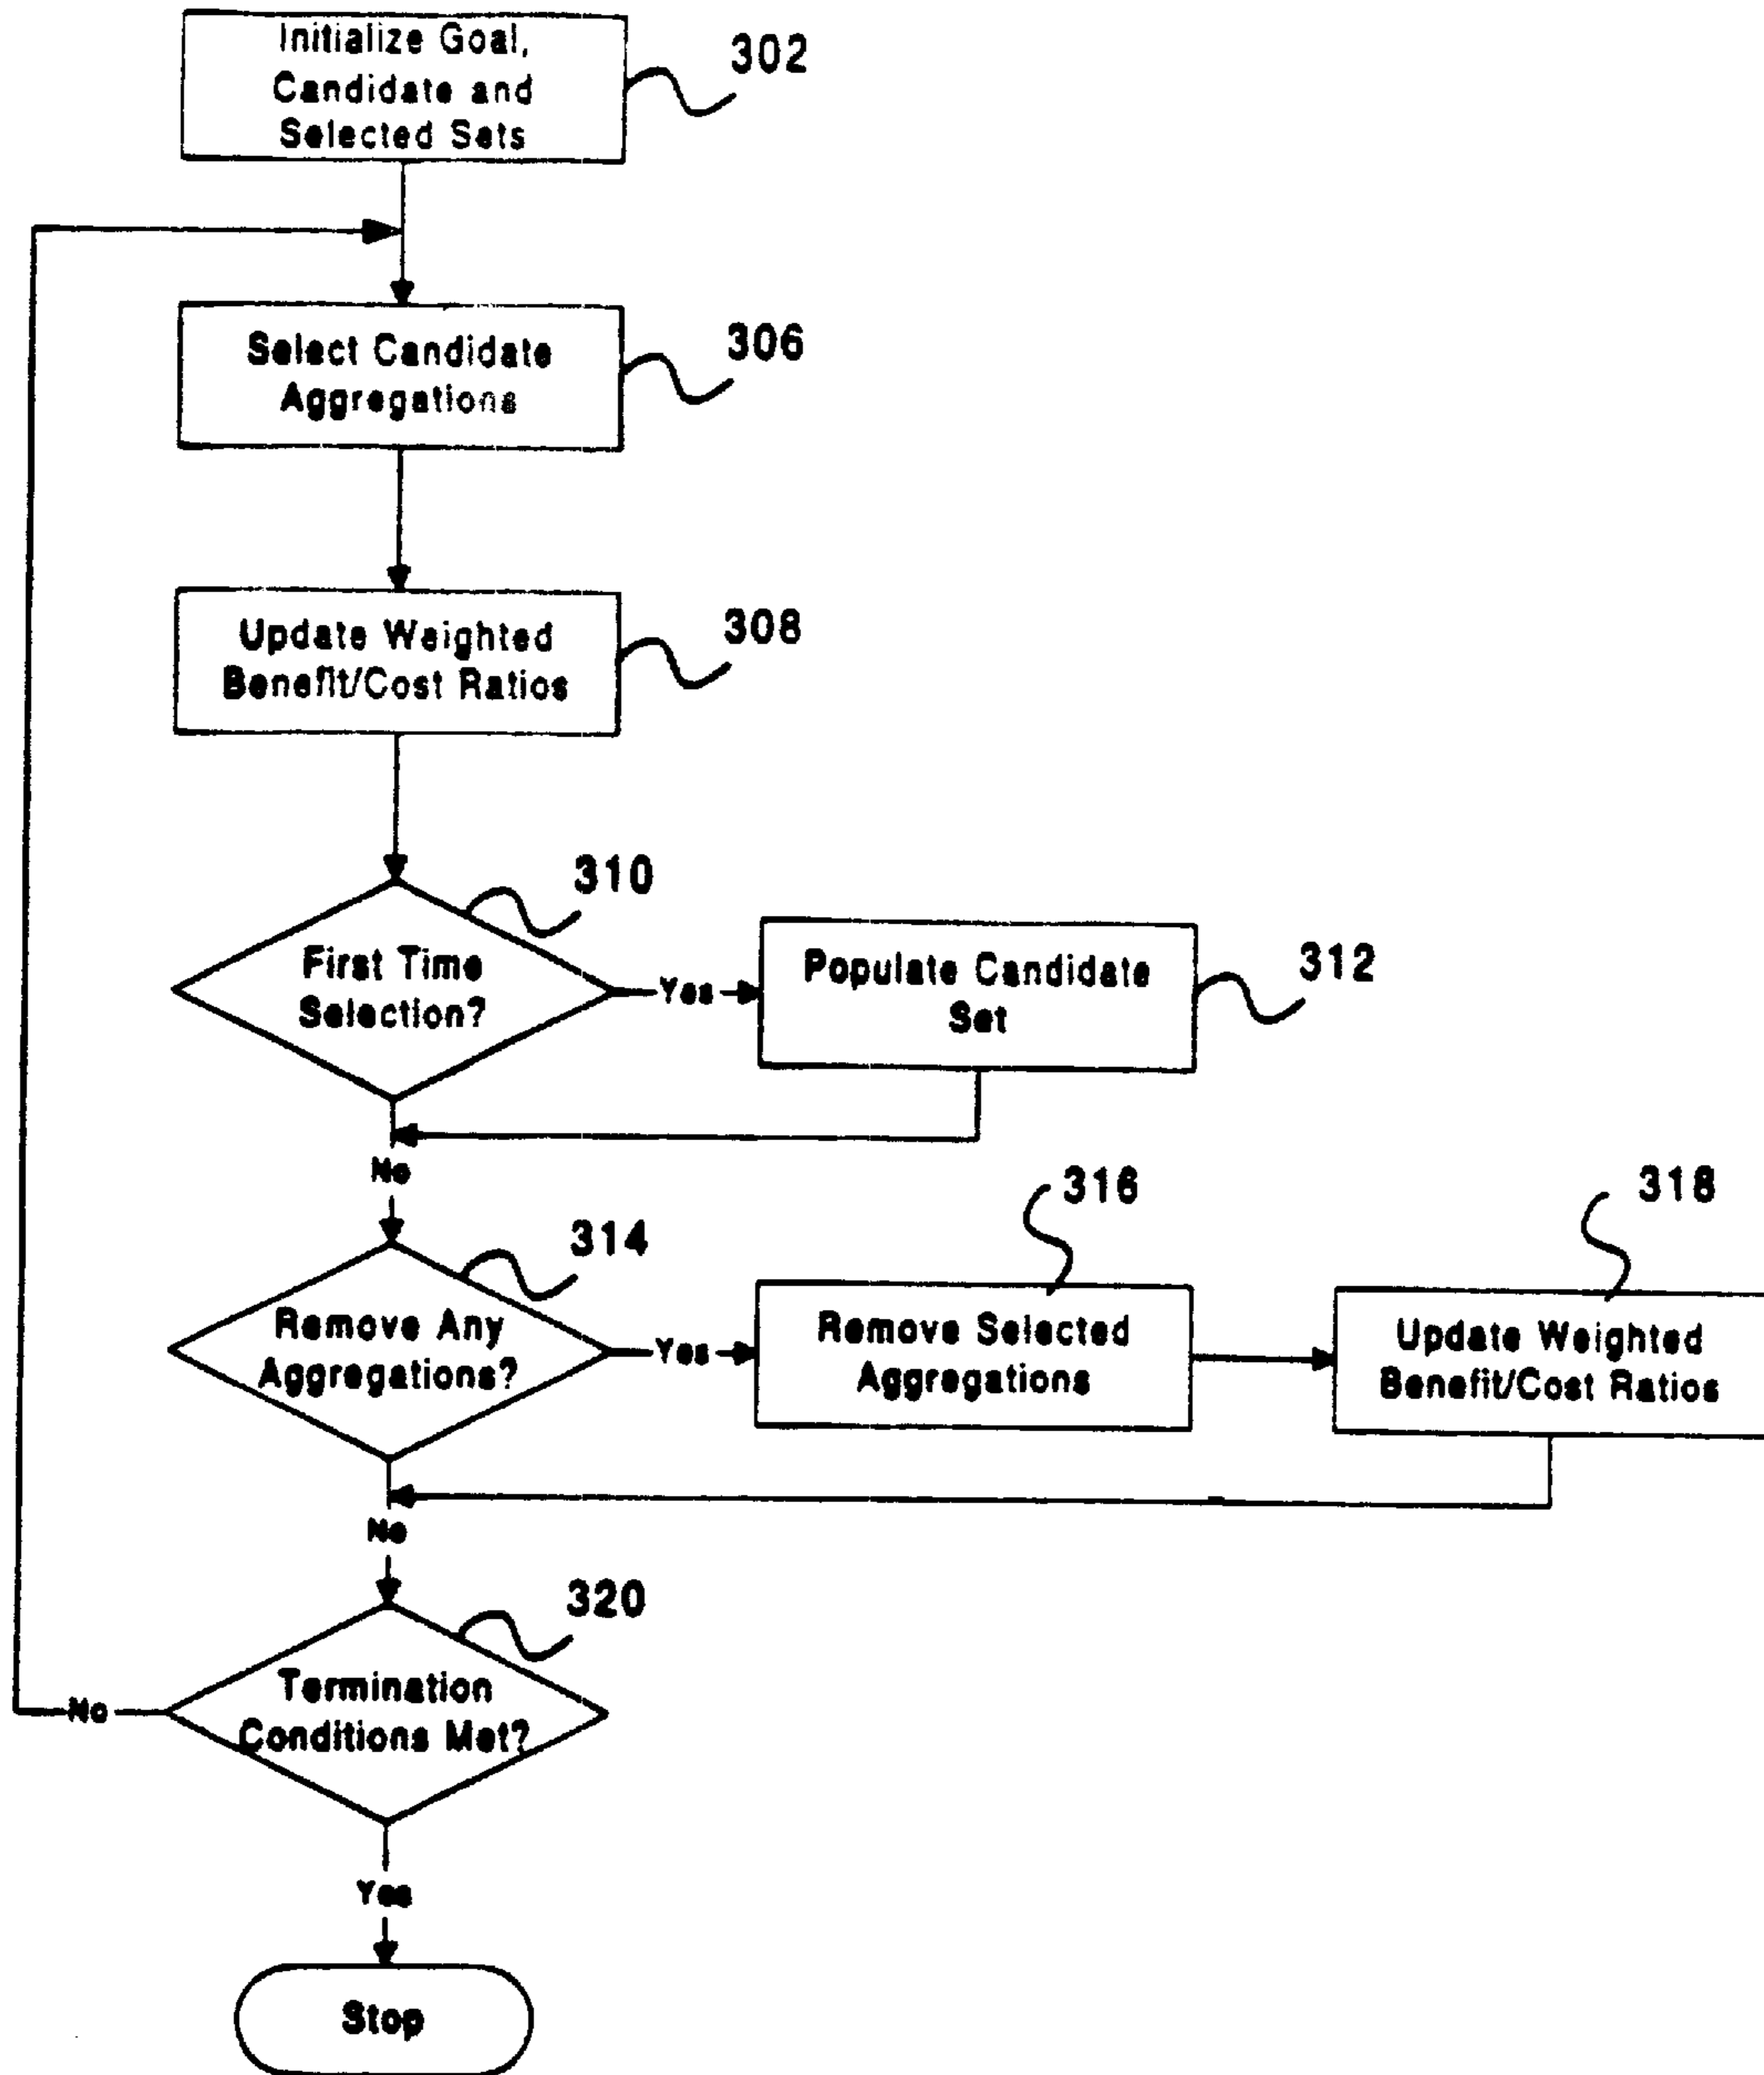 Initialize Goal,
Candidate and
Selected Sets
302
Select Candidate
Aggregations
306
Update Weighted
Benefit/Cost Ratios
308
310
First Time
Selection?
Yes
Populate Candidate
Set
312
No
314
Remove Any
Aggregations?
Yes
316
Remove Selected
Aggregations
318
Update Weighted
Benefit/Cost Ratios
No
320
Termination
Conditions Met?
No
Yes
Stop